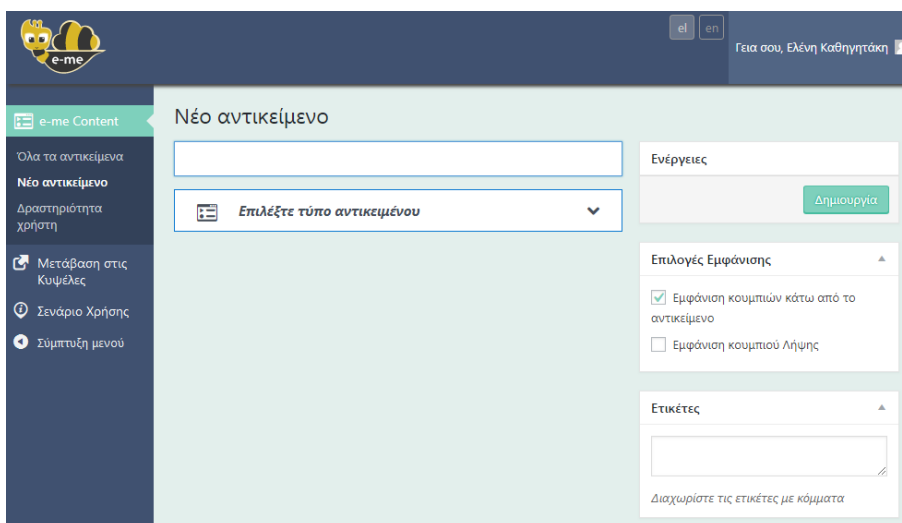 e-me
el en
Γεια σου, Ελένη Καθηγητάκη
e-me Content
Όλα τα αντικείμενα
Νέο αντικείμενο
Δραστηριότητα
χρήστη
Μετάβαση στις
Κυψέλες
Σενάριο Χρήσης
Σύμπτυξη μενού
Νέο αντικείμενο
Επιλέξτε τύπο αντικειμένου
Ενέργειες
Δημιουργία
Επιλογές Εμφάνισης
Εμφάνιση κουμπιών κάτω από το
αντικείμενο
Εμφάνιση κουμπιού Λήψης
Ετικέτες
Διαχωρίστε τις ετικέτες με κόμματα